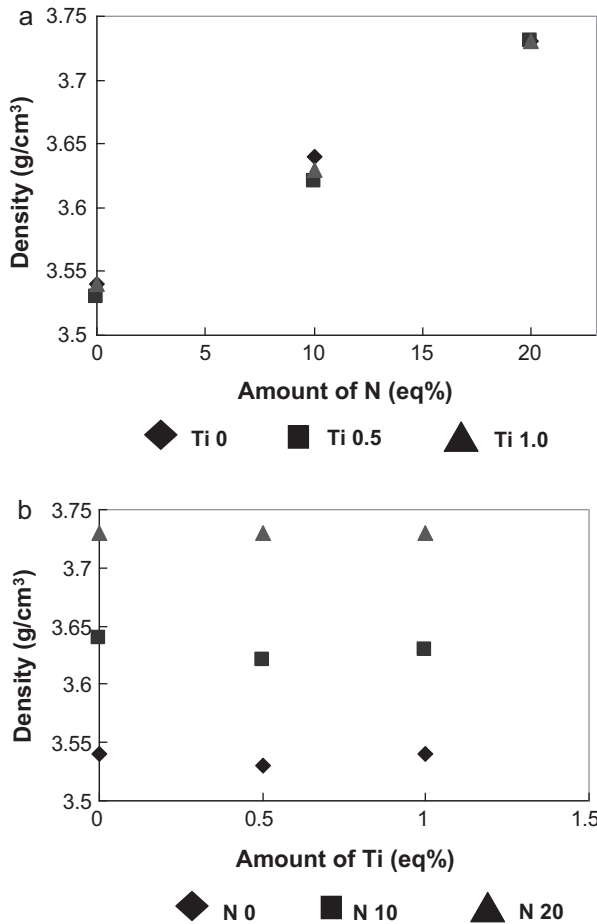 a
3.75
3.7
3.65
3.6
3.55
3.5
Density (g/cm³)
0 5 10 15 20
Amount of N (eq%)
Ti 0 Ti 0.5 Ti 1.0
b
3.75
3.7
3.65
3.6
3.55
3.5
Density (g/cm³)
0 0.5 1 1.5
Amount of Ti (eq%)
N 0 N 10 N 20